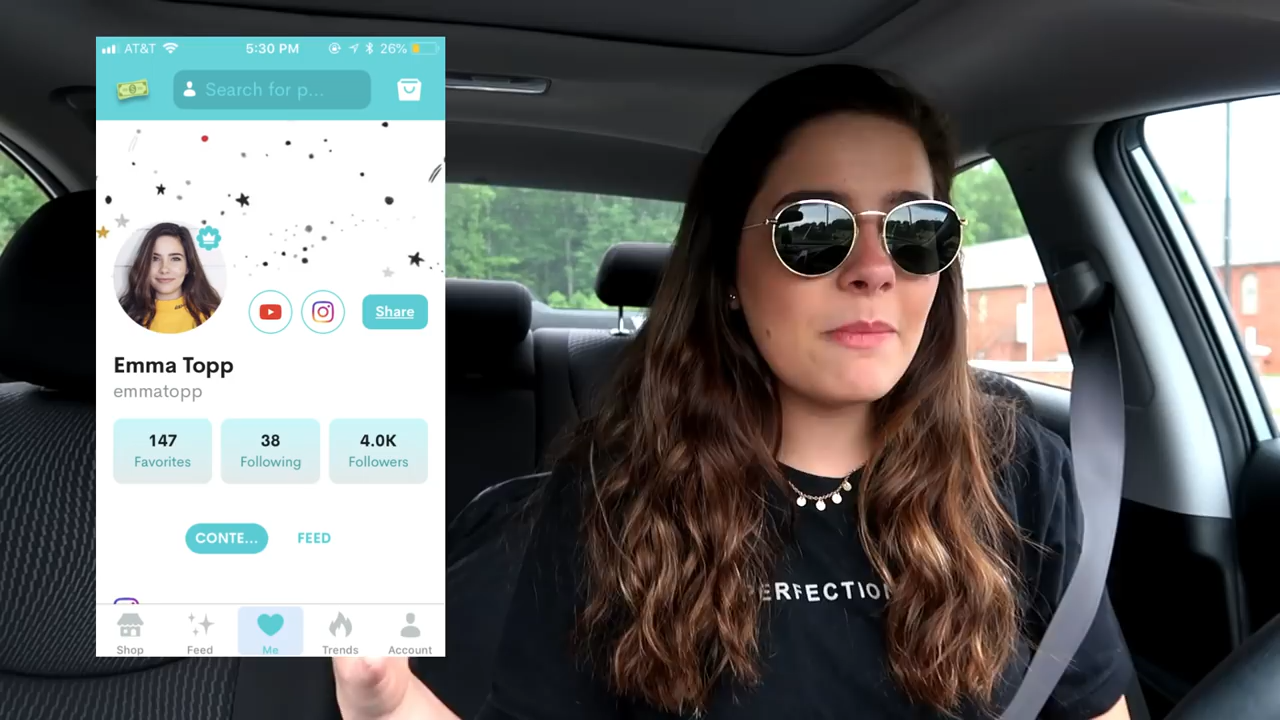 AT&T 5:30 PM 26%
Search for p...
Share
Emma Topp
emmatopp
147 38 4.0K
Favorites Following Followers
CONTE... FEED
Shop Feed Me Trends Account
PERFECTION